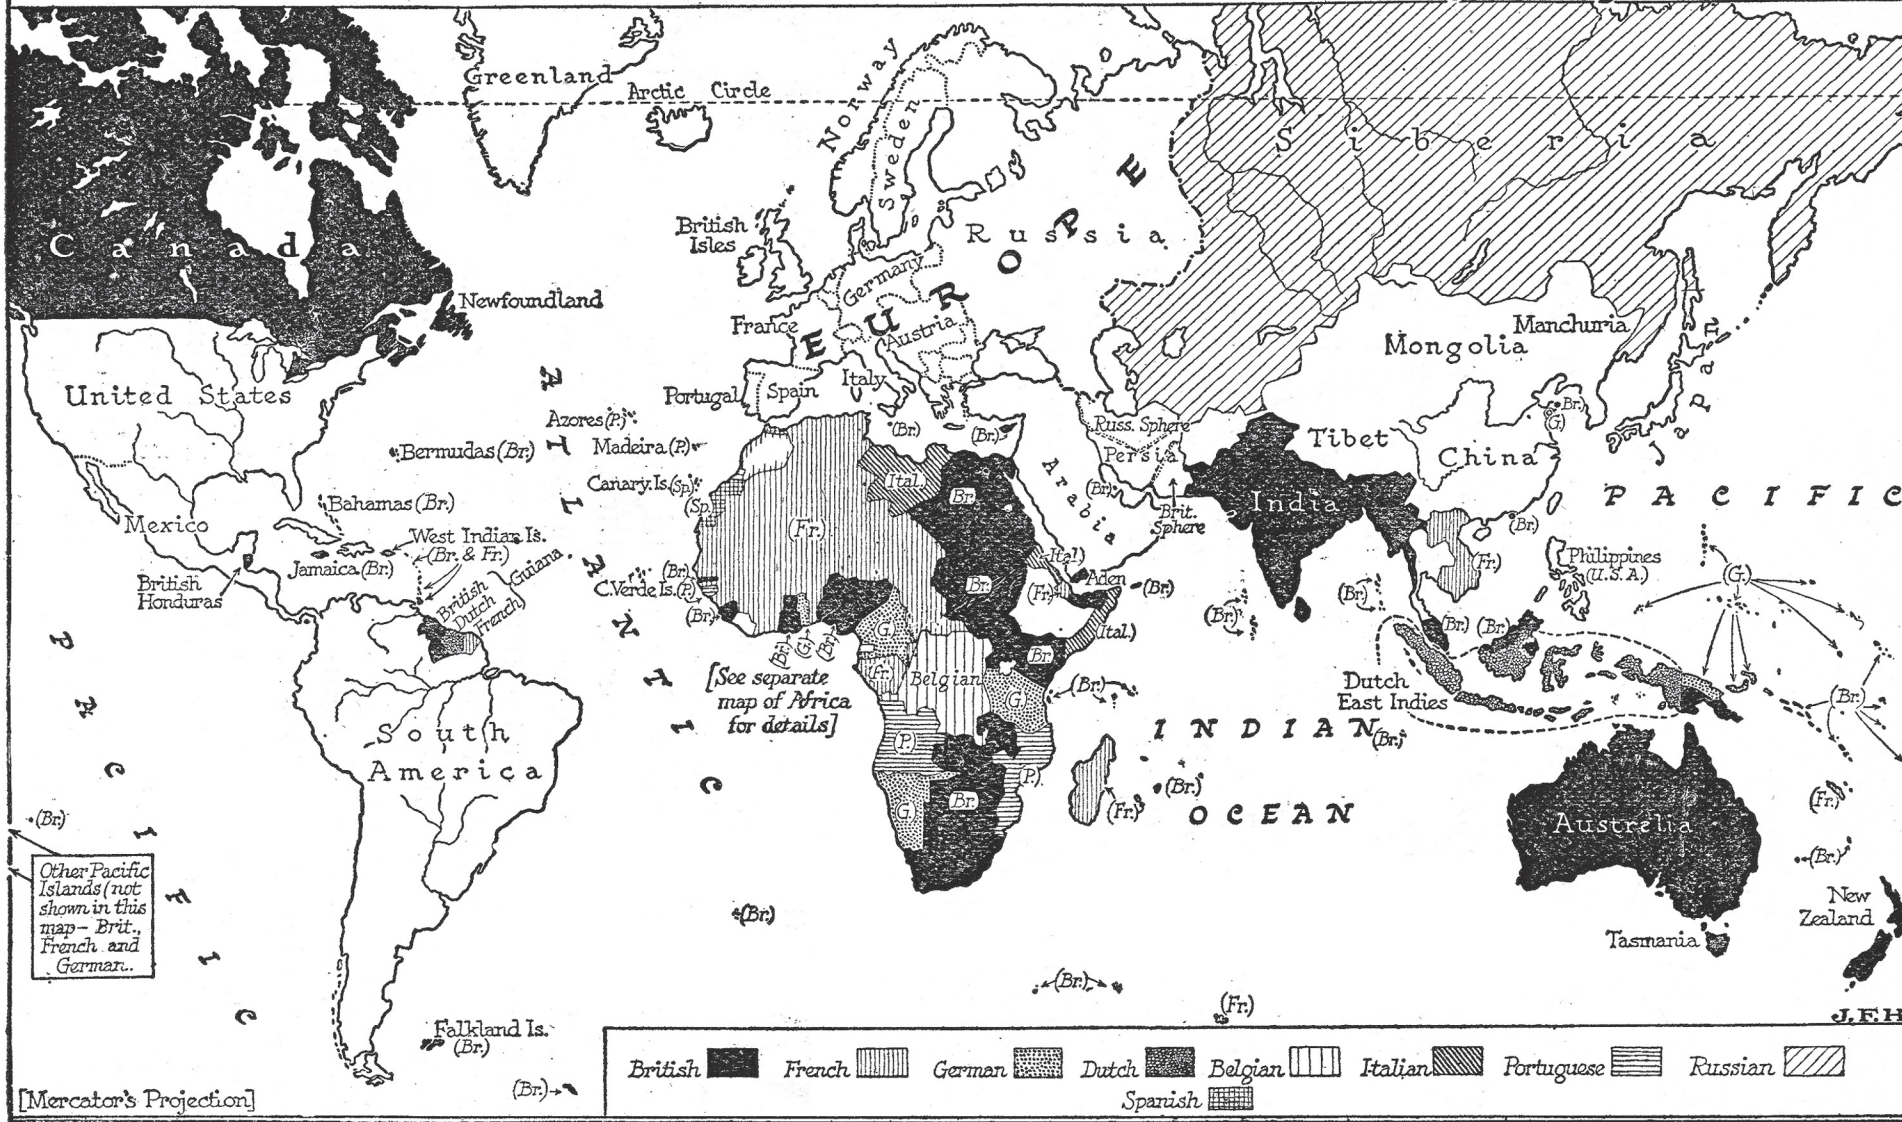 Greenland
Arctic Circle
Norway
Sweden
Siberia
Canada
British
Isles
Russia
EUROPE
Newfoundland
Germany
France
Austria
Manchuria
Mongolia
Japan
United States
Portugal
Spain
Italy
Azores (P.)
Madeira (P.)
Bermudas (Br.)
Canary Is. (Sp.)
(Sp.)
(Br.)
(Br.)
Russ. Sphere
Persia
Brit.
Sphere
(Br.)
Tibet
China
(Br.)
(G.)
Arabia
India
PACIFIC
ATLANTIC
Mexico
Bahamas (Br.)
West Indian Is.
(Br. & Fr.)
Jamaica (Br.)
British
Honduras
British
Dutch
French
Guiana
C. Verde Is. (P.)
(Br.)
(Br.)
(Fr.)
Ital.
Br.
Br.
(Ital.)
(Fr.)
Aden
(Br.)
(Ital.)
(Br.)
(Br.)
(Br.)
(Fr.)
Philippines
(U.S.A)
(G.)
(Br.)
G.
(Br.)
G.
Br.
(Fr.)
Belgian
G.
(Br.)
[See separate
map of Africa
for details]
(Br.)
(Br.)
Dutch
East Indies
(Br.)
South
America
(P.)
(P.)
G.
Br.
(Fr.)
(Br.)
INDIAN
OCEAN
(Br.)
Australia
(Fr.)
(Br.)
New
Zealand
Tasmania
PACIFIC
(Br.)
Other Pacific
Islands (not
shown in this
map – Brit.,
French and
German..
(Br.)
(Br.)
(Fr.)
Falkland Is.
(Br.)
(Br.)
J.F.H
[Mercator's Projection]
British French German Dutch Belgian Italian Portuguese Russian
Spanish